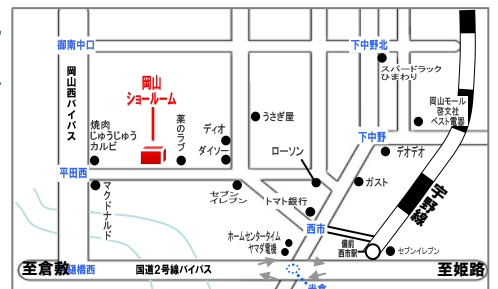 御南中口
下中野北
岡山西バイパス
岡山
ショールーム
スパードラック
ひまわり
岡山モール
啓文社
ベスト電器
焼肉
じゅうじゅう
カルビ
薬のラブ
ディオ
ダイソー
うさぎ屋
下中野
ローソン
デオデオ
平田西
マクドナルド
セブン
イレブン
トマト銀行
ガスト
宇野線
西市
ホームセンタータイム
ヤマダ電機
備前
西市駅
セブンイレブン
至倉敷
樋橋西
国道2号線バイパス
至姫路
米倉